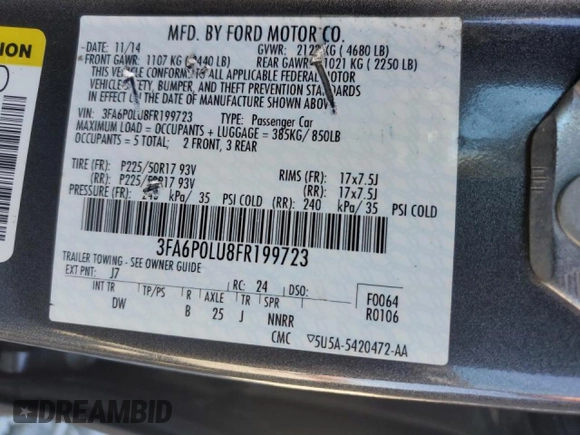 MFD. BY FORD MOTOR CO.
DATE: 11/14
GVWR: 2123 KG ( 4680 LB)
FRONT GAWR: 1107 KG (2440 LB)
REAR GAWR: 1021 KG ( 2250 LB)
THIS VEHICLE CONFORMS TO ALL APPLICABLE FEDERAL MOTOR
VEHICLE SAFETY, BUMPER, AND THEFT PREVENTION STANDARDS
IN EFFECT ON THE DATE OF MANUFACTURE SHOWN ABOVE.
VIN: 3FA6P0LU8FR199723
TYPE: Passenger Car
MAXIMUM LOAD = OCCUPANTS + LUGGAGE = 385KG/ 850LB
OCCUPANTS = 5 TOTAL; 2 FRONT, 3 REAR
TIRE (FR): P225/50R17 93V
RIMS (FR): 17x7.5J
(RR): P225/50R17 93V
(RR): 17x7.5J
PRESSURE (FR): 240 kPa/ 35 PSI COLD
(RR): 240 kPa/ 35 PSI COLD
3FA6P0LU8FR199723
TRAILER TOWING - SEE OWNER GUIDE
EXT PNT: J7
RC: 24
DSO:
F0064
R0106
INT TR
TP/PS
R
AXLE
TR
SPR
DW
B
25
J
NNRR
CMC
▽5U5A-5420472-AA
DREAMBID